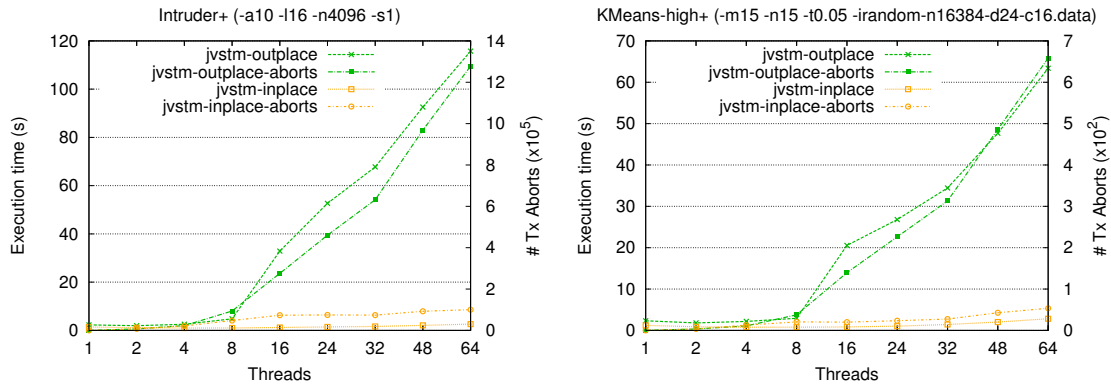 Intruder+ (-a10 -l16 -n4096 -s1)
120
100
80
60
40
20
0
Execution time (s)
jvstm-outplace
jvstm-outplace-aborts
jvstm-inplace
jvstm-inplace-aborts
14
12
10
8
6
4
2
0
# Tx Aborts (x10^5)
1 2 4 8 16 24 32 48 64
Threads
KMeans-high+ (-m15 -n15 -t0.05 -irandom-n16384-d24-c16.data)
70
60
50
40
30
20
10
0
Execution time (s)
jvstm-outplace
jvstm-outplace-aborts
jvstm-inplace
jvstm-inplace-aborts
7
6
5
4
3
2
1
0
# Tx Aborts (x10^2)
1 2 4 8 16 24 32 48 64
Threads